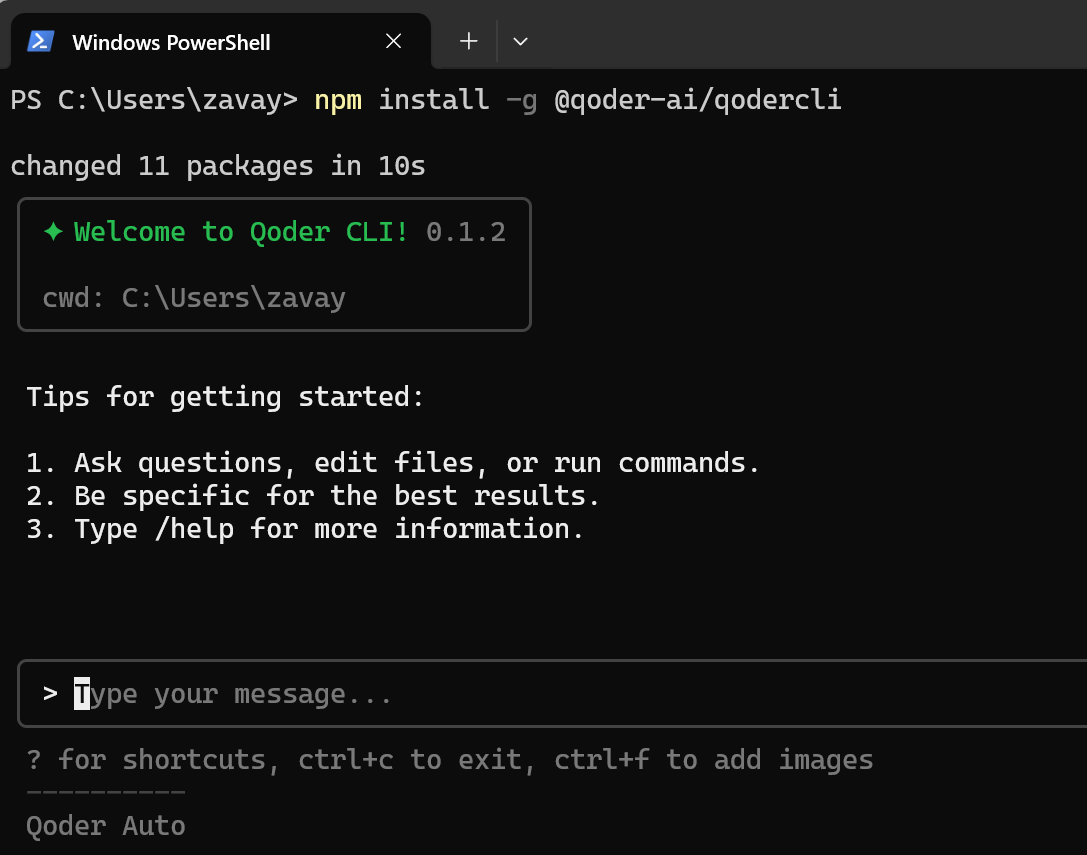 Windows PowerShell
PS C:\Users\zavay> npm install -g @qoder-ai/qodercli
changed 11 packages in 10s
✦ Welcome to Qoder CLI! 0.1.2
cwd: C:\Users\zavay
Tips for getting started:
1. Ask questions, edit files, or run commands.
2. Be specific for the best results.
3. Type /help for more information.
> Type your message...
? for shortcuts, ctrl+c to exit, ctrl+f to add images
----------
Qoder Auto